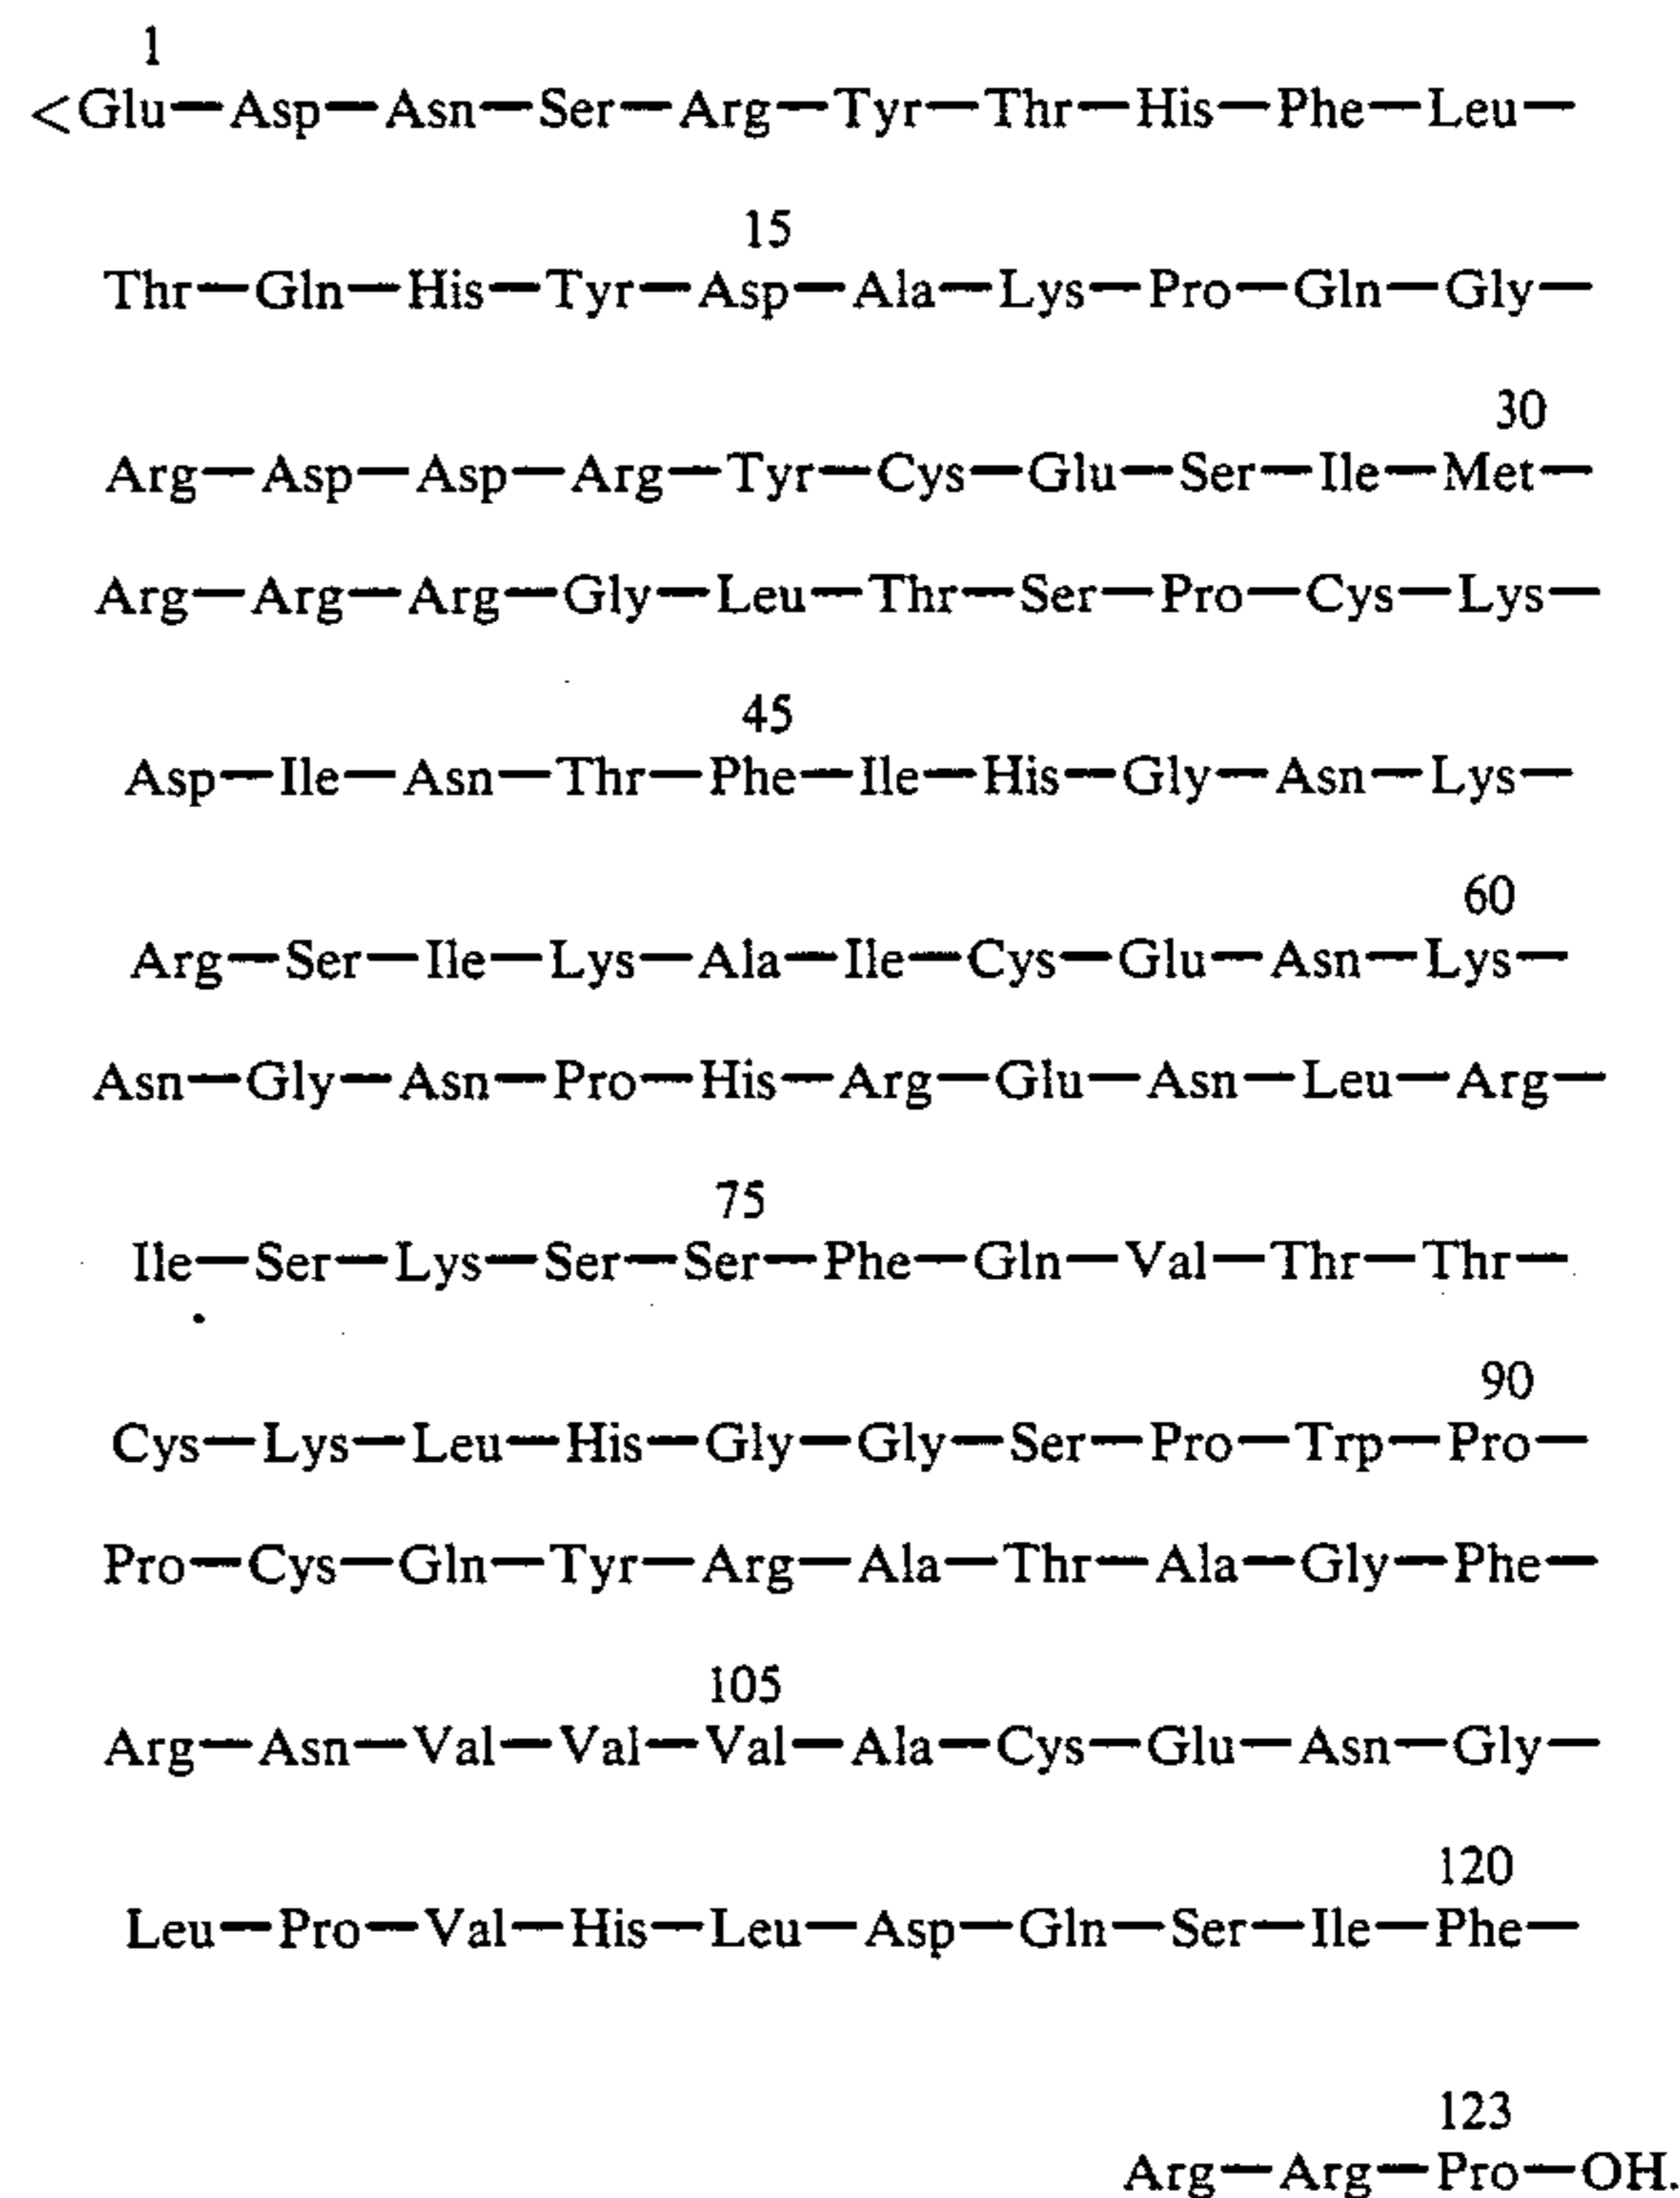 1
<Glu—Asp—Asn—Ser—Arg—Tyr—Thr—His—Phe—Leu—
15
Thr—Gln—His—Tyr—Asp—Ala—Lys—Pro—Gln—Gly—
30
Arg—Asp—Asp—Arg—Tyr—Cys—Glu—Ser—Ile—Met—
Arg—Arg—Arg—Gly—Leu—Thr—Ser—Pro—Cys—Lys—
45
Asp—Ile—Asn—Thr—Phe—Ile—His—Gly—Asn—Lys—
60
Arg—Ser—Ile—Lys—Ala—Ile—Cys—Glu—Asn—Lys—
Asn—Gly—Asn—Pro—His—Arg—Glu—Asn—Leu—Arg—
75
Ile—Ser—Lys—Ser—Ser—Phe—Gln—Val—Thr—Thr—
90
Cys—Lys—Leu—His—Gly—Gly—Ser—Pro—Trp—Pro—
Pro—Cys—Gln—Tyr—Arg—Ala—Thr—Ala—Gly—Phe—
105
Arg—Asn—Val—Val—Val—Ala—Cys—Glu—Asn—Gly—
120
Leu—Pro—Val—His—Leu—Asp—Gln—Ser—Ile—Phe—
123
Arg—Arg—Pro—OH.